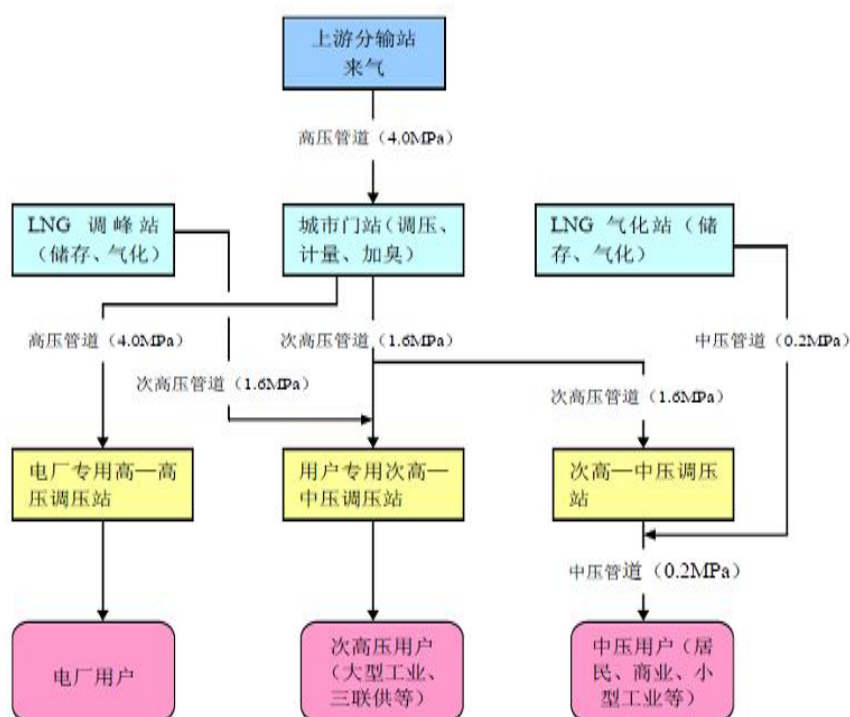 上游分输站
来气
高压管道（4.0MPa）
LNG 调峰站
（储存、气化）
城市门站（调压、
计量、加臭）
LNG 气化站（储
存、气化）
高压管道（4.0MPa）
次高压管道（1.6MPa）
中压管道（0.2MPa）
次高压管道（1.6MPa）
次高压管道（1.6MPa）
电厂专用高—高
压调压站
用户专用次高—
中压调压站
次高—中压调压
站
中压管道（0.2MPa）
电厂用户
次高压用户
（大型工业、
三联供等）
中压用户（居
民、商业、小
型工业等）